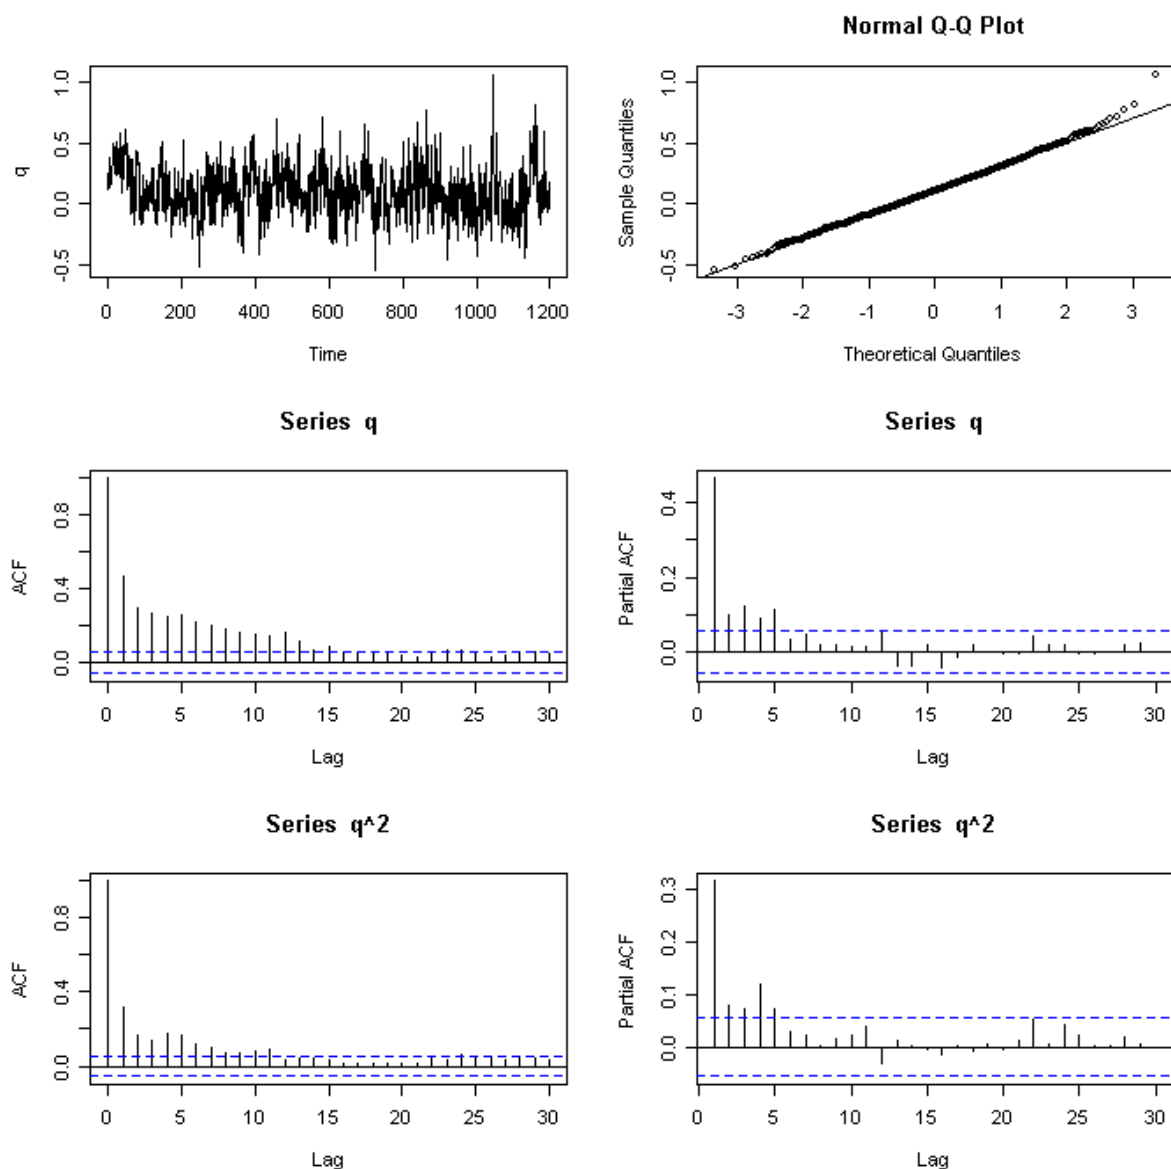 Normal Q-Q Plot
q
-0.5 0.0 0.5 1.0
0 200 400 600 800 1000 1200
Time
Sample Quantiles
-0.5 0.0 0.5 1.0
-3 -2 -1 0 1 2 3
Theoretical Quantiles
Series q
ACF
0.0 0.4 0.8
0 5 10 15 20 25 30
Lag
Series q
Partial ACF
0.0 0.2 0.4
0 5 10 15 20 25 30
Lag
Series q^2
ACF
0.0 0.4 0.8
0 5 10 15 20 25 30
Lag
Series q^2
Partial ACF
0.0 0.1 0.2 0.3
0 5 10 15 20 25 30
Lag